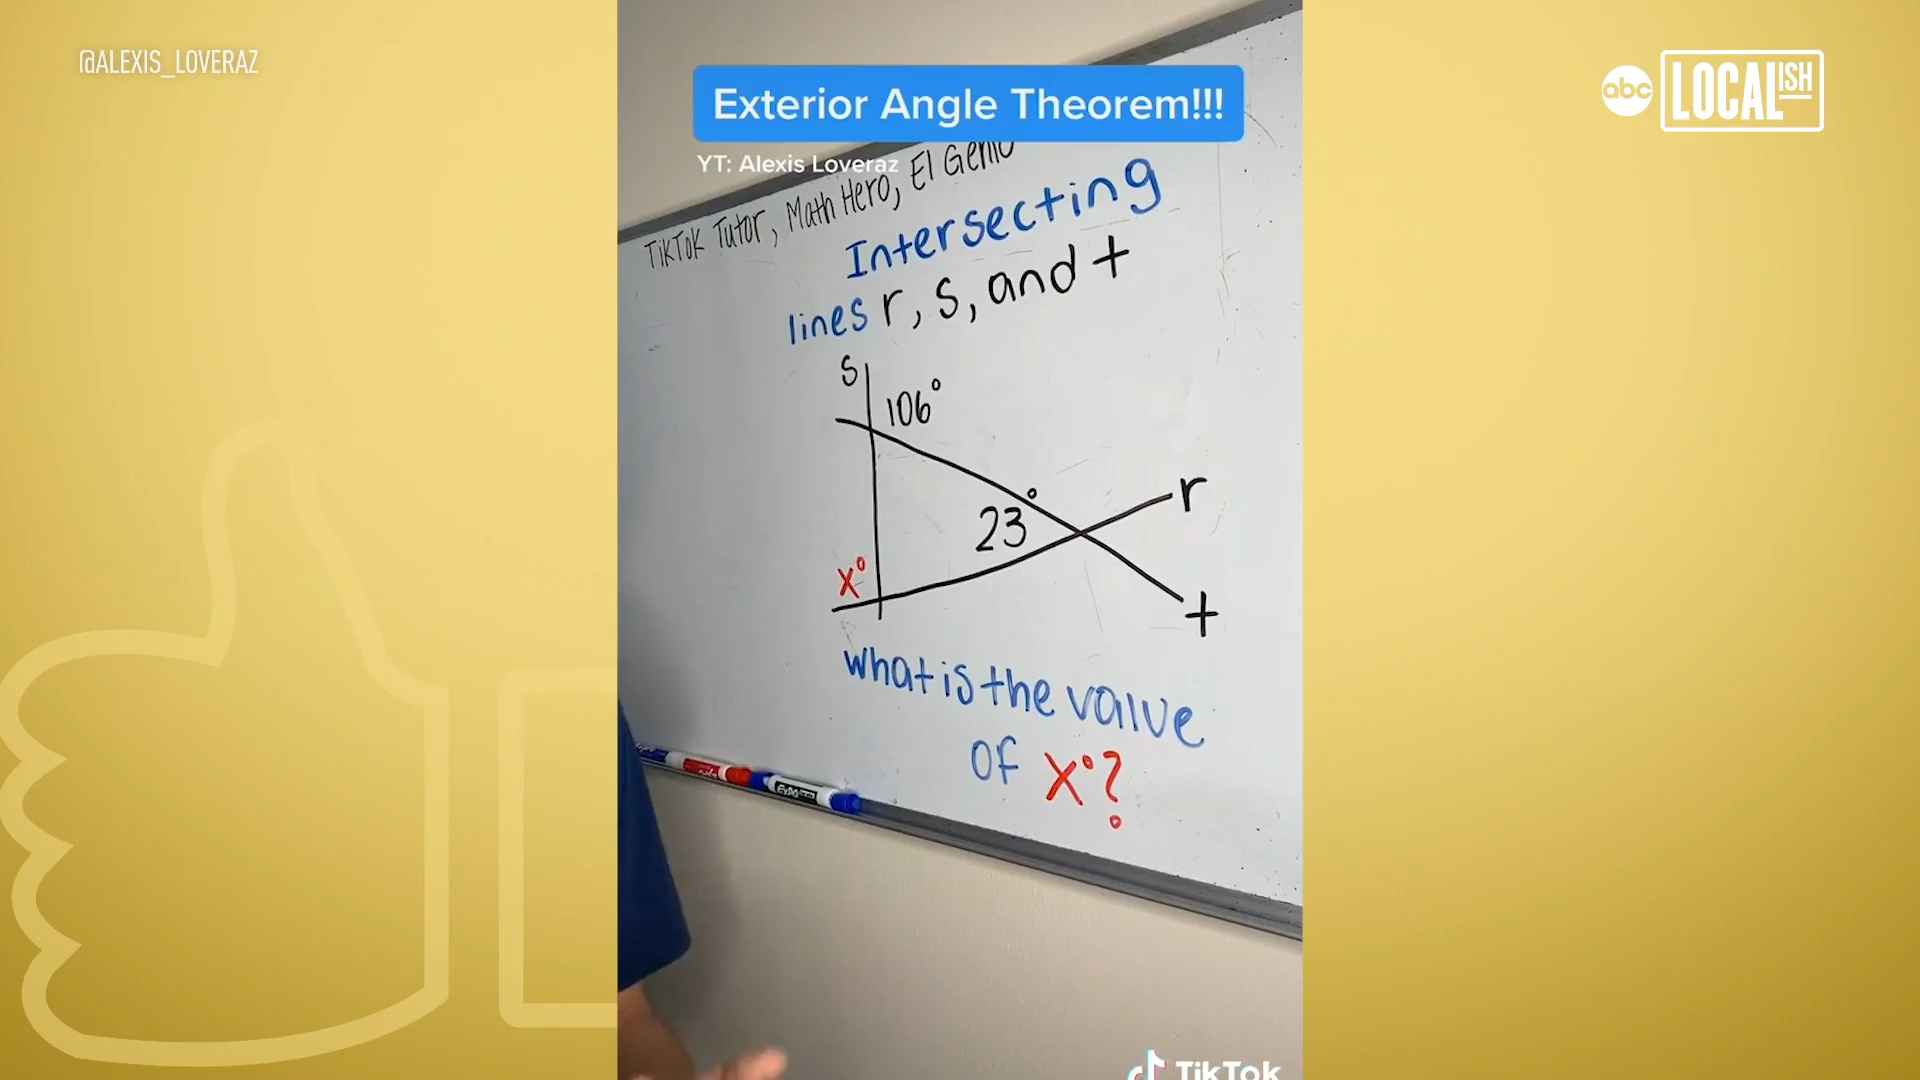 @ALEXIS_LOVERAZ
abc LOCALISH
Exterior Angle Theorem!!!
YT: Alexis Loveraz
TikTok Tutor, Math Hero, El Genio
Intersecting
lines r, s, and t
s
106°
r
23°
x°
t
what is the value
of x°?
EXPO
TikTok